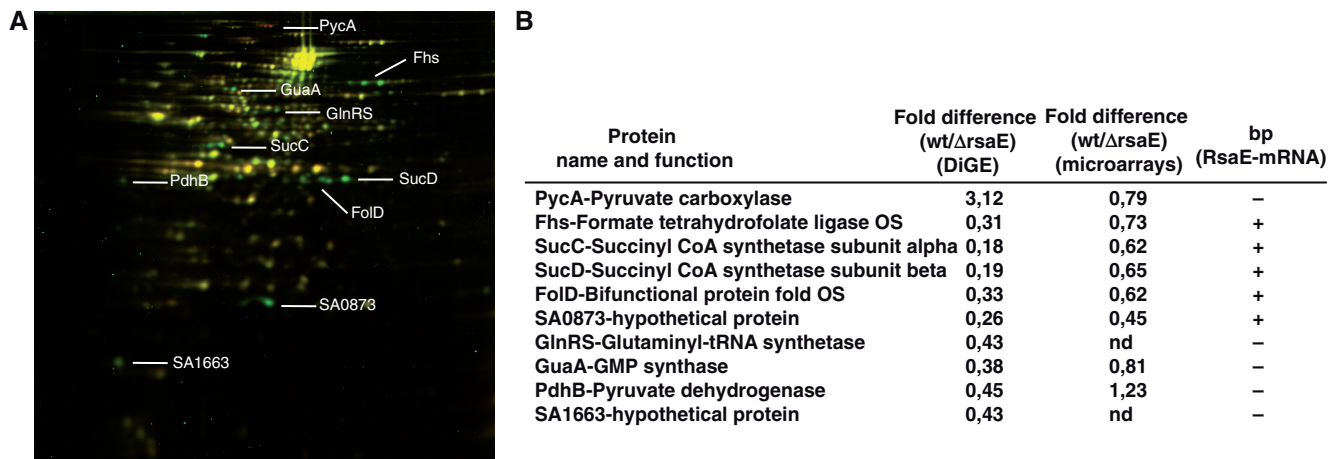 A
PycA
Fhs
GuaA
GlnRS
SucC
PdhB
SucD
FolD
SA0873
SA1663
B
Protein
name and function
Fold difference
(wt/ΔrsaE)
(DiGE)
Fold difference
(wt/ΔrsaE)
(microarrays)
bp
(RsaE-mRNA)
PycA-Pyruvate carboxylase 3,12 0,79 –
Fhs-Formate tetrahydrofolate ligase OS 0,31 0,73 +
SucC-Succinyl CoA synthetase subunit alpha 0,18 0,62 +
SucD-Succinyl CoA synthetase subunit beta 0,19 0,65 +
FolD-Bifunctional protein fold OS 0,33 0,62 +
SA0873-hypothetical protein 0,26 0,45 +
GlnRS-Glutaminyl-tRNA synthetase 0,43 nd –
GuaA-GMP synthase 0,38 0,81 –
PdhB-Pyruvate dehydrogenase 0,45 1,23 –
SA1663-hypothetical protein 0,43 nd –